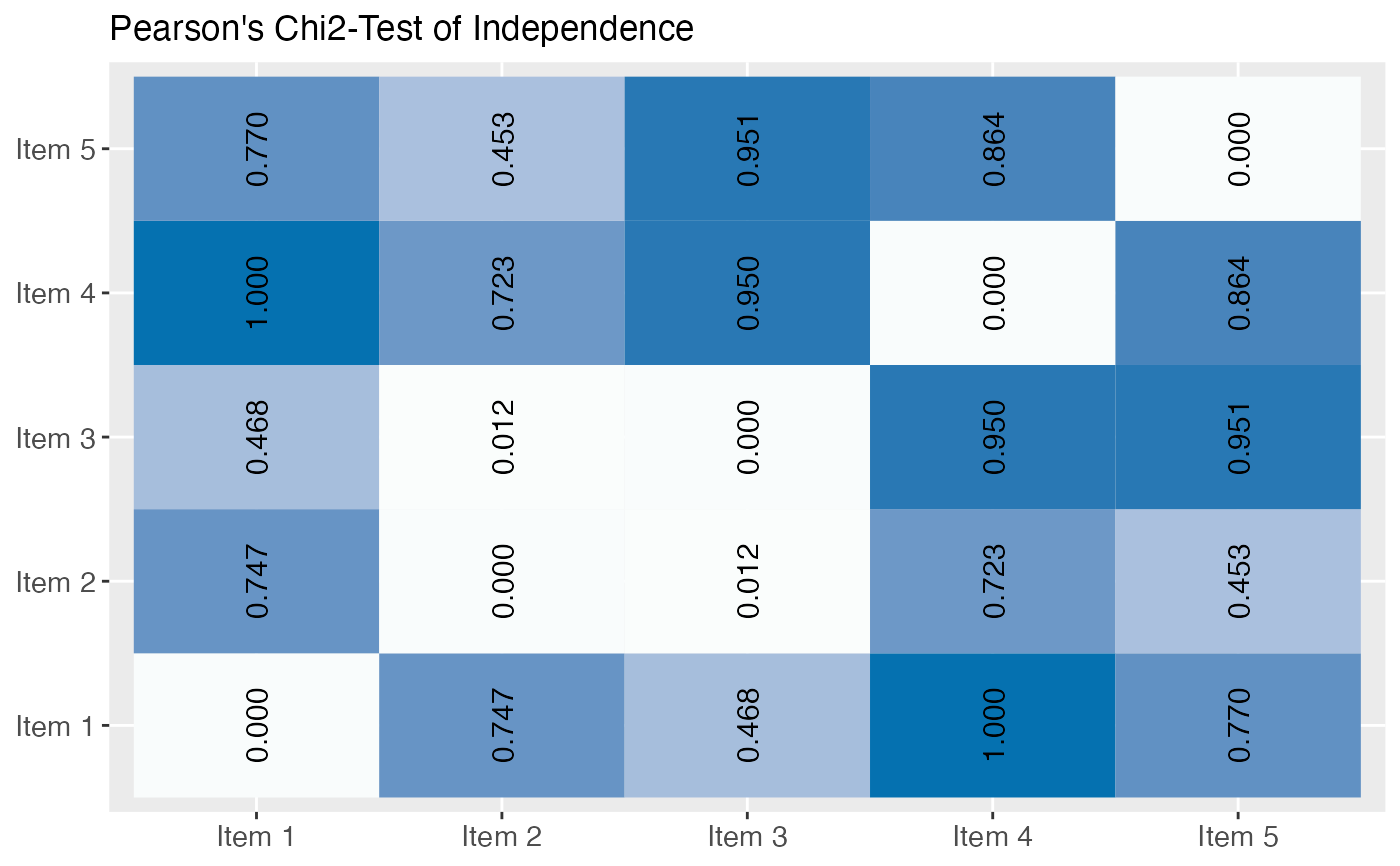 Pearson's Chi2-Test of Independence
Item 5 0.770 0.453 0.951 0.864 0.000
Item 4 1.000 0.723 0.950 0.000 0.864
Item 3 0.468 0.012 0.000 0.950 0.951
Item 2 0.747 0.000 0.012 0.723 0.453
Item 1 0.000 0.747 0.468 1.000 0.770
Item 1 Item 2 Item 3 Item 4 Item 5